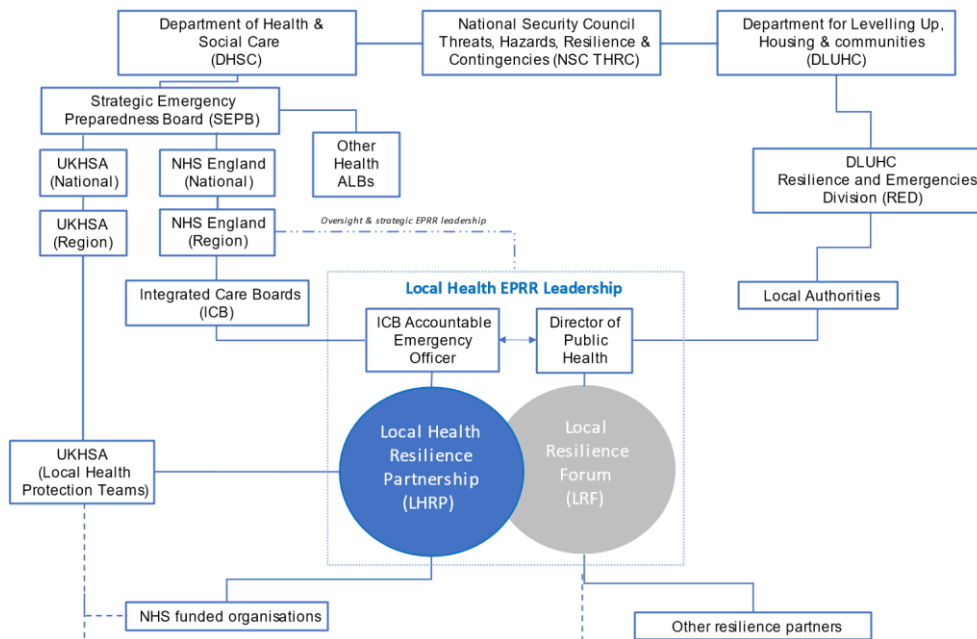 Department of Health &
Social Care
(DHSC)
National Security Council
Threats, Hazards, Resilience &
Contingencies (NSC THRC)
Department for Levelling Up,
Housing & communities
(DLUHC)
Strategic Emergency
Preparedness Board (SEPB)
UKHSA
(National)
NHS England
(National)
Other
Health
ALBs
DLUHC
Resilience and Emergencies
Division (RED)
UKHSA
(Region)
NHS England
(Region)
Oversight & strategic EPRR leadership
Integrated Care Boards
(ICB)
Local Health EPRR Leadership
Local Authorities
ICB Accountable
Emergency
Officer
Director of
Public
Health
UKHSA
(Local Health
Protection Teams)
Local Health
Resilience
Partnership
(LHRP)
Local
Resilience
Forum
(LRF)
NHS funded organisations
Other resilience partners